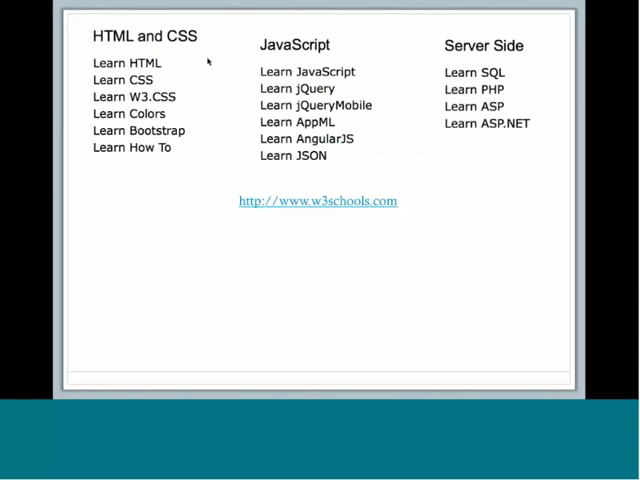 HTML and CSS
Learn HTML
Learn CSS
Learn W3.CSS
Learn Colors
Learn Bootstrap
Learn How To
JavaScript
Learn JavaScript
Learn jQuery
Learn jQueryMobile
Learn AppML
Learn AngularJS
Learn JSON
Server Side
Learn SQL
Learn PHP
Learn ASP
Learn ASP.NET
http://www.w3schools.com